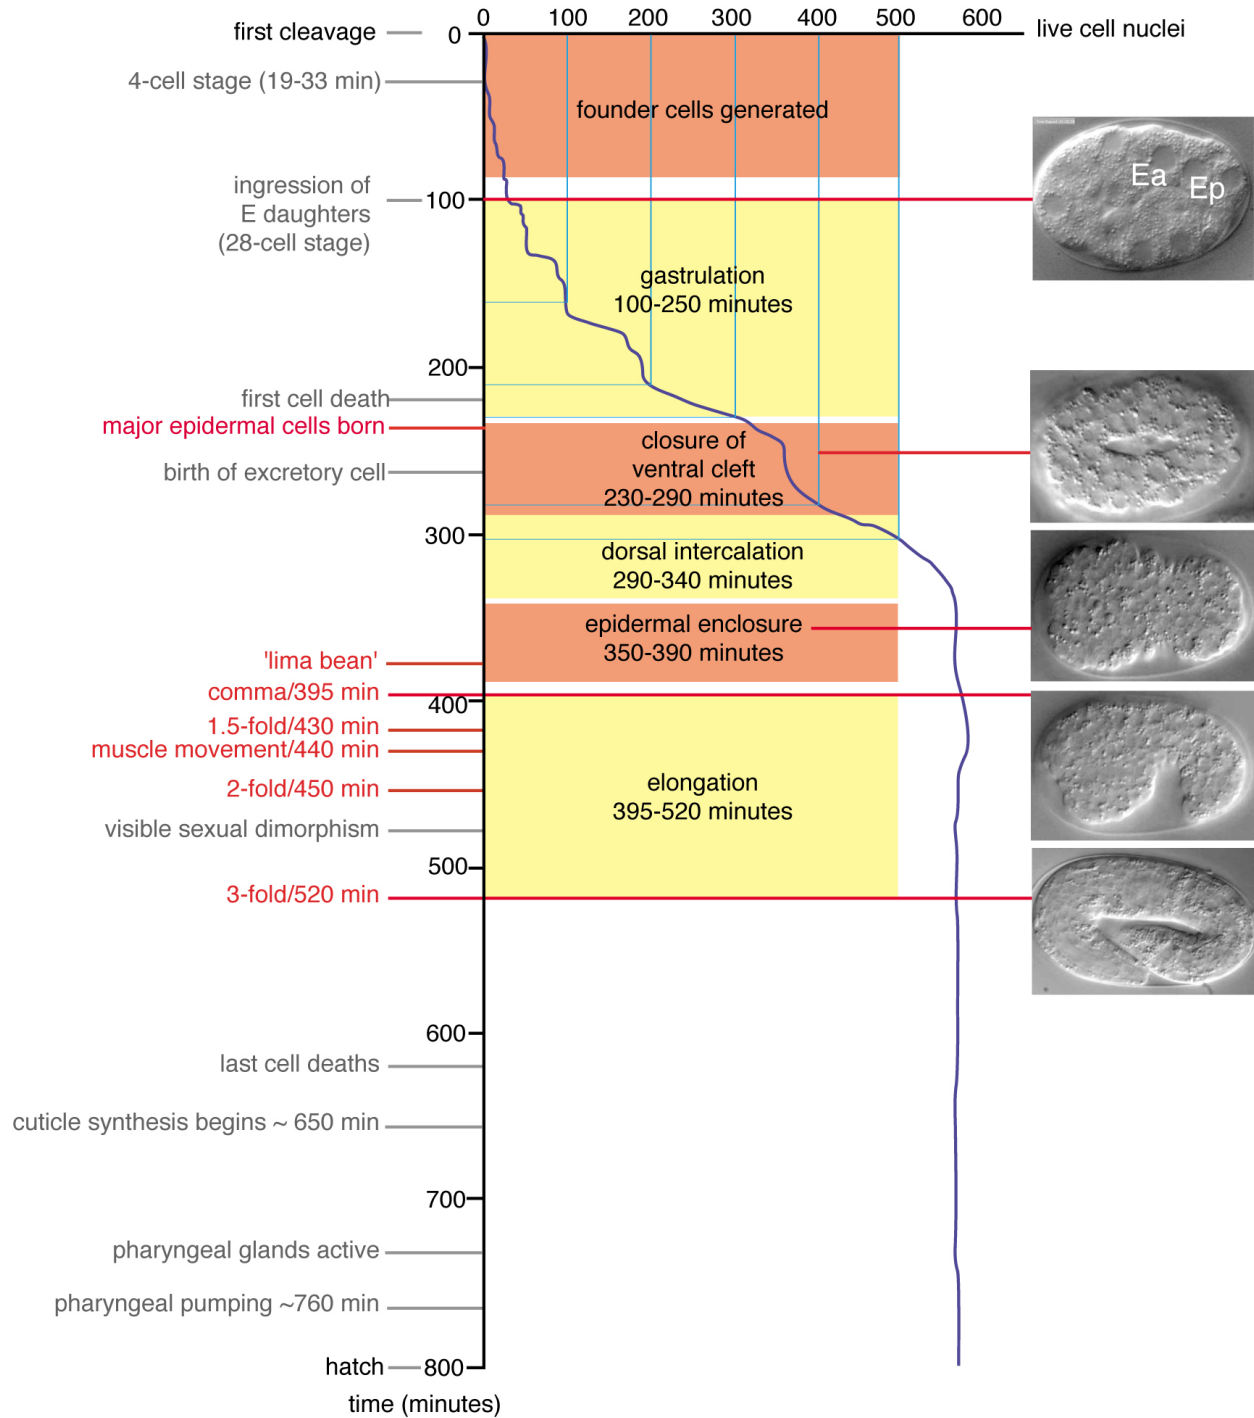 0 100 200 300 400 500 600 live cell nuclei
first cleavage 0
4-cell stage (19-33 min)
founder cells generated
ingression of
E daughters
(28-cell stage)
100
Ea
Ep
gastrulation
100-250 minutes
200
first cell death
major epidermal cells born
birth of excretory cell
closure of
ventral cleft
230-290 minutes
300
dorsal intercalation
290-340 minutes
epidermal enclosure
350-390 minutes
'lima bean'
comma/395 min
400
1.5-fold/430 min
muscle movement/440 min
2-fold/450 min
visible sexual dimorphism
elongation
395-520 minutes
500
3-fold/520 min
600
last cell deaths
cuticle synthesis begins ~ 650 min
700
pharyngeal glands active
pharyngeal pumping ~760 min
hatch 800
time (minutes)